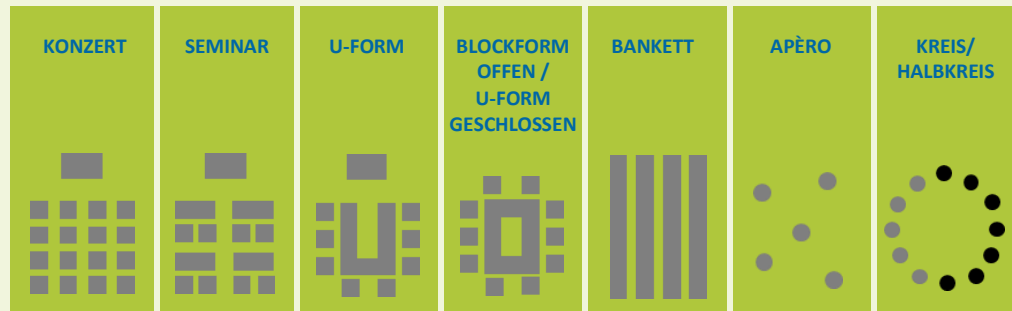 KONZERT
SEMINAR
U-FORM
BLOCKFORM
OFFEN /
U-FORM
GESCHLOSSEN
BANKETT
APÈRO
KREIS/
HALBKREIS